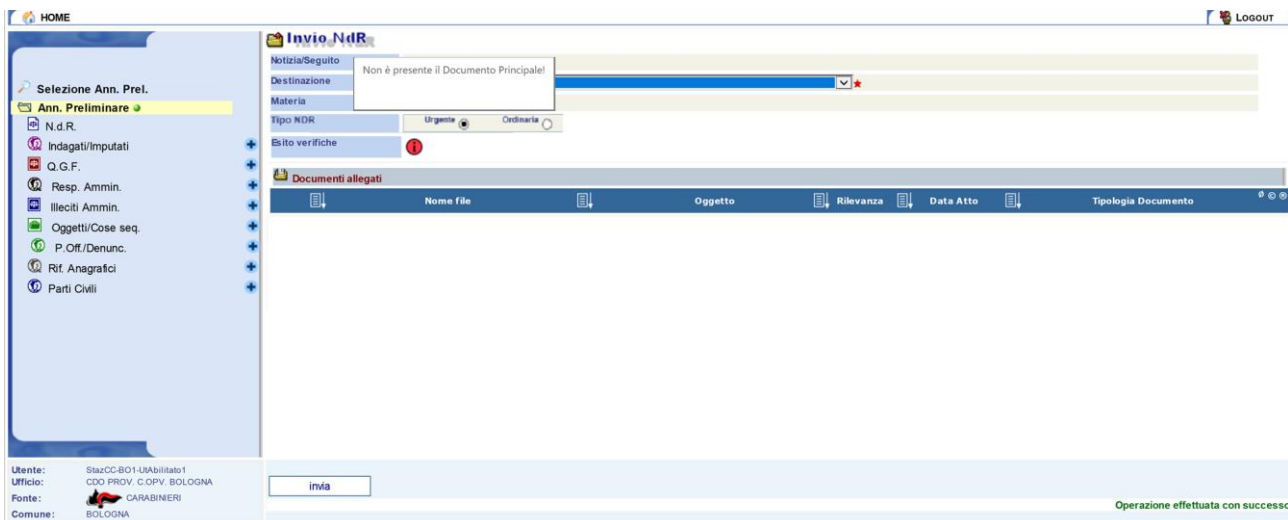 HOME
LOGOUT
Invio NdR
Notizia/Seguito
Non è presente il Documento Principale!
Destinazione
Materia
Tipo NDR
Urgente
Ordinaria
Esito verifiche
Selezione Ann. Prel.
Ann. Preliminare
N.d.R.
Indagati/Imputati
Q.G.F.
Resp. Ammin.
Illeciti Ammin.
Oggetti/Cose seq.
P.Off./Denunc.
Rif. Anagrafici
Parti Civili
Documenti allegati
Nome file Oggetto Rilevanza Data Atto Tipologia Documento
Utente: StazCC-BO1-UtAbilitato1
Ufficio: CDO PROV. C.OPV. BOLOGNA
Fonte: CARABINIERI
Comune: BOLOGNA
invia
Operazione effettuata con successo